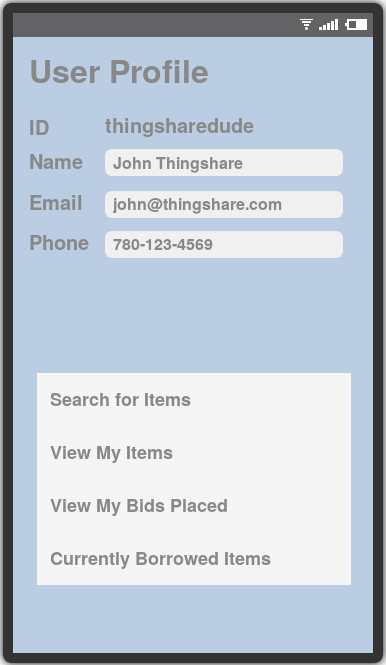 User Profile
ID thingsharedude
Name John Thingshare
Email john@thingshare.com
Phone 780-123-4569
Search for Items
View My Items
View My Bids Placed
Currently Borrowed Items